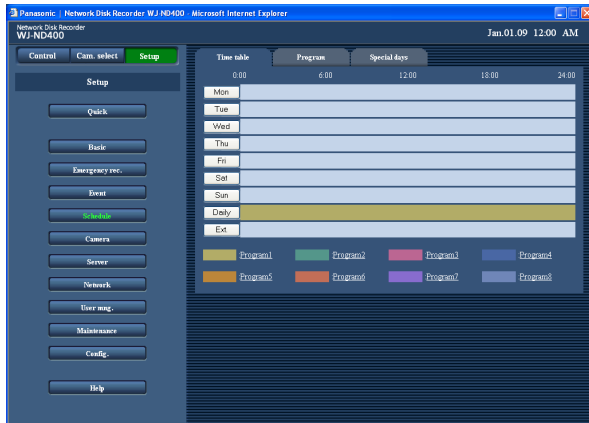 Panasonic | Network Disk Recorder WJ-ND400 - Microsoft Internet Explorer
Network Disk Recorder
WJ-ND400
Jan.01.09 12:00 AM
Control Cam. select Setup
Setup
Quick
Basic
Emergency rec.
Event
Schedule
Camera
Server
Network
User mng.
Maintenance
Config.
Help
Time table Program Special days
0:00 6:00 12:00 18:00 24:00
Mon
Tue
Wed
Thu
Fri
Sat
Sun
Daily
Ext.
Program1 Program2 Program3 Program4
Program5 Program6 Program7 Program8